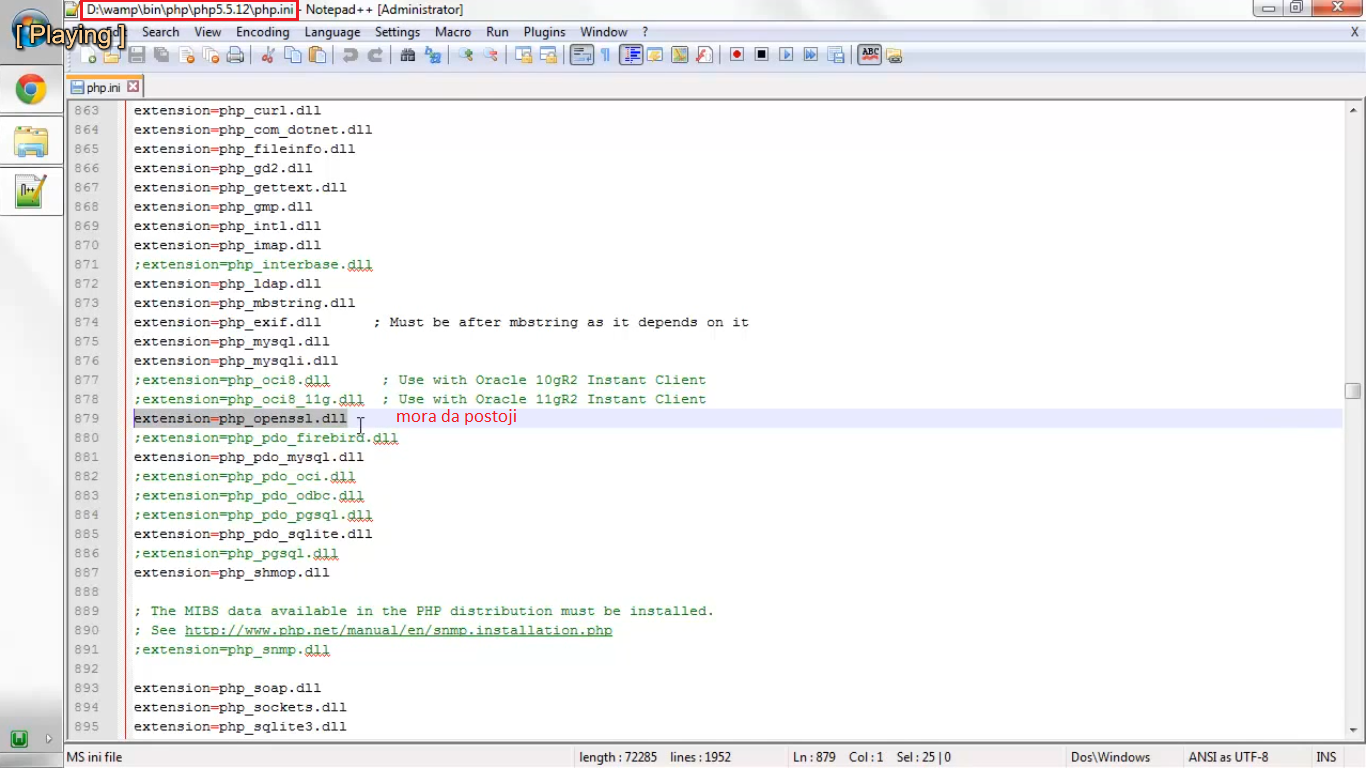 D:\wamp\bin\php\php5.5.12\php.ini - Notepad++ [Administrator]
[ Playing ]
Search View Encoding Language Settings Macro Run Plugins Window ? X
ABC
php.ini
863 extension=php_curl.dll
864 extension=php_com_dotnet.dll
865 extension=php_fileinfo.dll
866 extension=php_gd2.dll
867 extension=php_gettext.dll
868 extension=php_gmp.dll
869 extension=php_intl.dll
870 extension=php_imap.dll
871 ;extension=php_interbase.dll
872 extension=php_ldap.dll
873 extension=php_mbstring.dll
874 extension=php_exif.dll ; Must be after mbstring as it depends on it
875 extension=php_mysql.dll
876 extension=php_mysqli.dll
877 ;extension=php_oci8.dll ; Use with Oracle 10gR2 Instant Client
878 ;extension=php_oci8_11g.dll ; Use with Oracle 11gR2 Instant Client
879 extension=php_openssl.dll mora da postoji
880 ;extension=php_pdo_firebird.dll
881 extension=php_pdo_mysql.dll
882 ;extension=php_pdo_oci.dll
883 ;extension=php_pdo_odbc.dll
884 ;extension=php_pdo_pgsql.dll
885 extension=php_pdo_sqlite.dll
886 ;extension=php_pgsql.dll
887 extension=php_shmop.dll
888
889 ; The MIBS data available in the PHP distribution must be installed.
890 ; See http://www.php.net/manual/en/snmp.installation.php
891 ;extension=php_snmp.dll
892
893 extension=php_soap.dll
894 extension=php_sockets.dll
895 extension=php_sqlite3.dll
MS ini file length : 72285 lines : 1952 Ln : 879 Col : 1 Sel : 25 | 0 Dos\Windows ANSI as UTF-8 INS